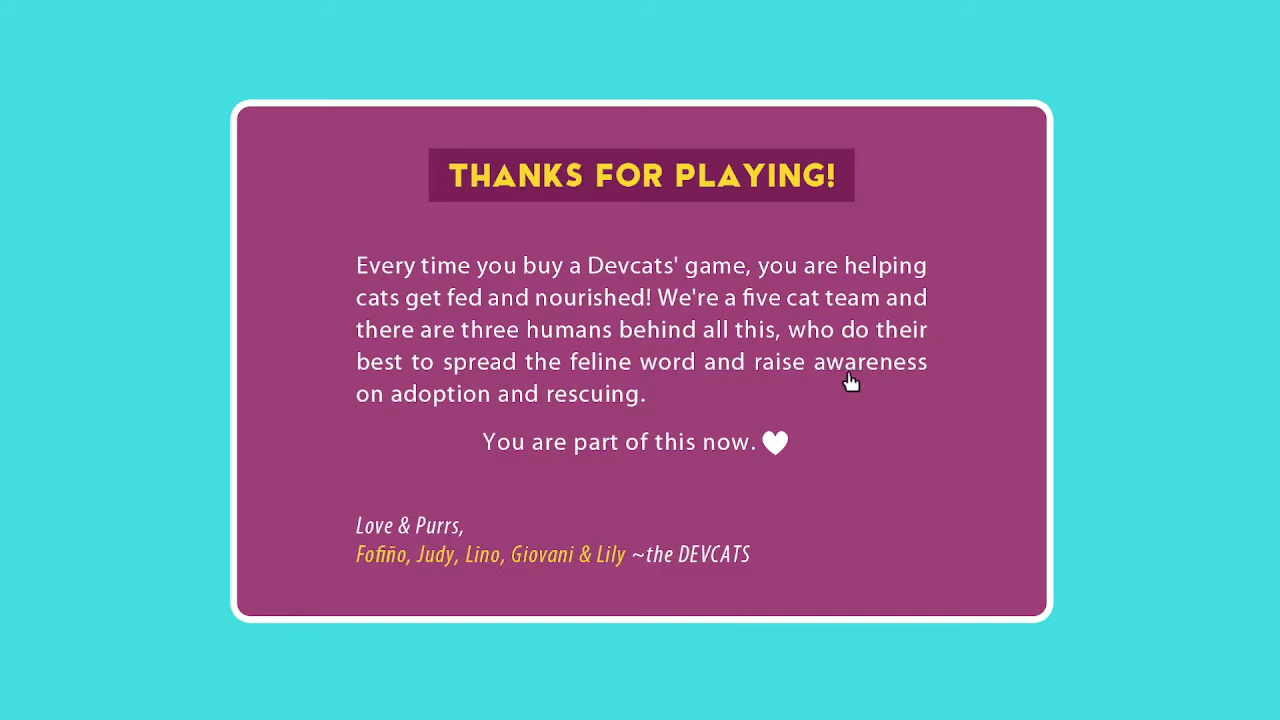 THANKS FOR PLAYING!
Every time you buy a Devcats' game, you are helping
cats get fed and nourished! We're a five cat team and
there are three humans behind all this, who do their
best to spread the feline word and raise awareness
on adoption and rescuing.
You are part of this now.
Love & Purrs,
Fofiño, Judy, Lino, Giovani & Lily ~the DEVCATS